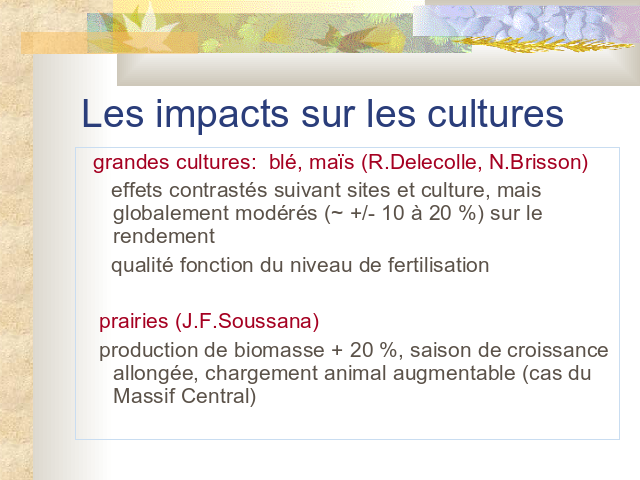 Les impacts sur les cultures
grandes cultures:  blé, maïs (R.Delecolle, N.Brisson)
effets contrastés suivant sites et culture, mais
globalement modérés (~ +/- 10 à 20 %) sur le
rendement
qualité fonction du niveau de fertilisation
prairies (J.F.Soussana)
production de biomasse + 20 %, saison de croissance
allongée, chargement animal augmentable (cas du
Massif Central)